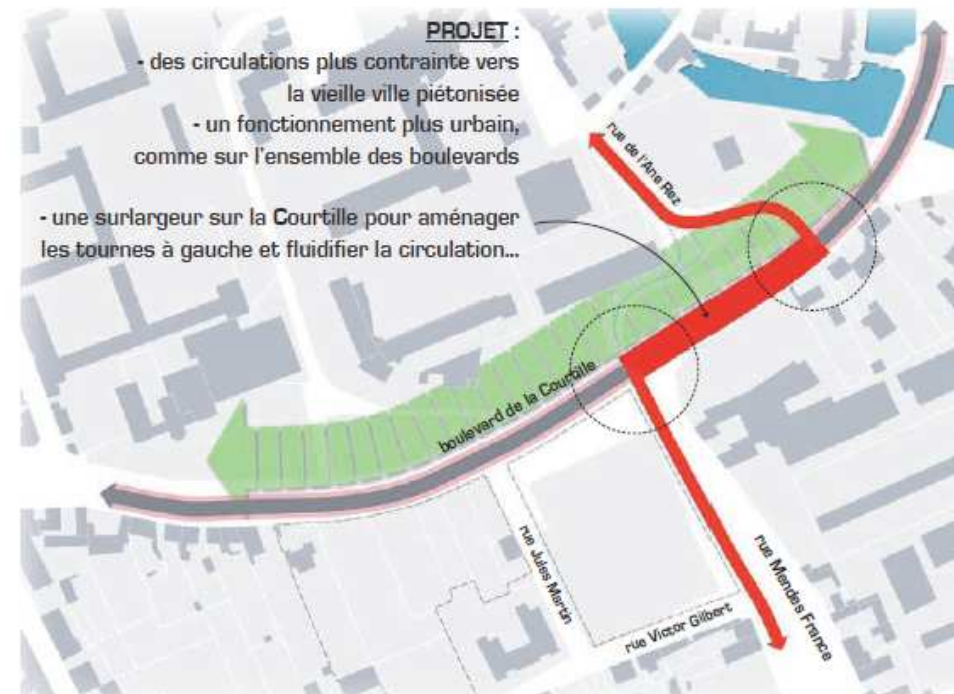 PROJET :
- des circulations plus contrainte vers
la vieille ville piétonisée
- un fonctionnement plus urbain,
comme sur l'ensemble des boulevards
- une surlargeur sur la Courtille pour aménager
les tournes à gauche et fluidifier la circulation...
rue de l'Ane Rez
boulevard de la Courtille
rue Jules Martin
rue Victor Gilbert
rue Mendes France